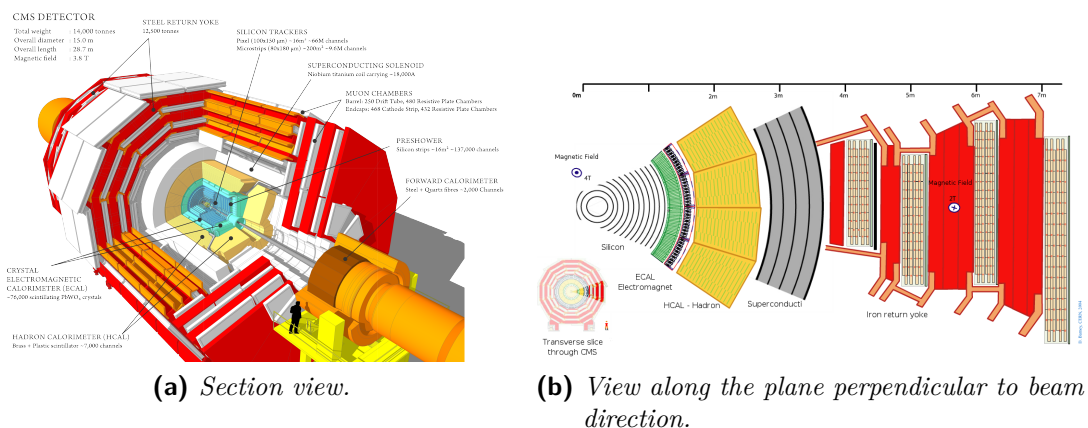 CMS DETECTOR
Total weight : 14,000 tonnes
Overall diameter : 15.0 m
Overall length : 28.7 m
Magnetic field : 3.8 T
STEEL RETURN YOKE
12,500 tonnes
SILICON TRACKERS
Pixel (100x150 μm) ~16m² ~66M channels
Microstrips (80x180 μm) ~200m² ~9.6M channels
SUPERCONDUCTING SOLENOID
Niobium titanium coil carrying ~18,000A
MUON CHAMBERS
Barrel: 250 Drift Tube, 480 Resistive Plate Chambers
Endcaps: 468 Cathode Strip, 432 Resistive Plate Chambers
PRESHOWER
Silicon strips ~16m² ~137,000 channels
FORWARD CALORIMETER
Steel + Quartz fibres ~2,000 Channels
CRYSTAL
ELECTROMAGNETIC
CALORIMETER (ECAL)
~76,000 scintillating PbWO₄ crystals
HADRON CALORIMETER (HCAL)
Brass + Plastic scintillator ~7,000 channels
(a) Section view.
0m 2m 3m 4m 5m 6m 7m
Magnetic Field
4T
Silicon
ECAL
Electromagnet
HCAL - Hadron
Superconducti
Magnetic Field
2T
Iron return yoke
Transverse slice
through CMS
(b) View along the plane perpendicular to beam
direction.